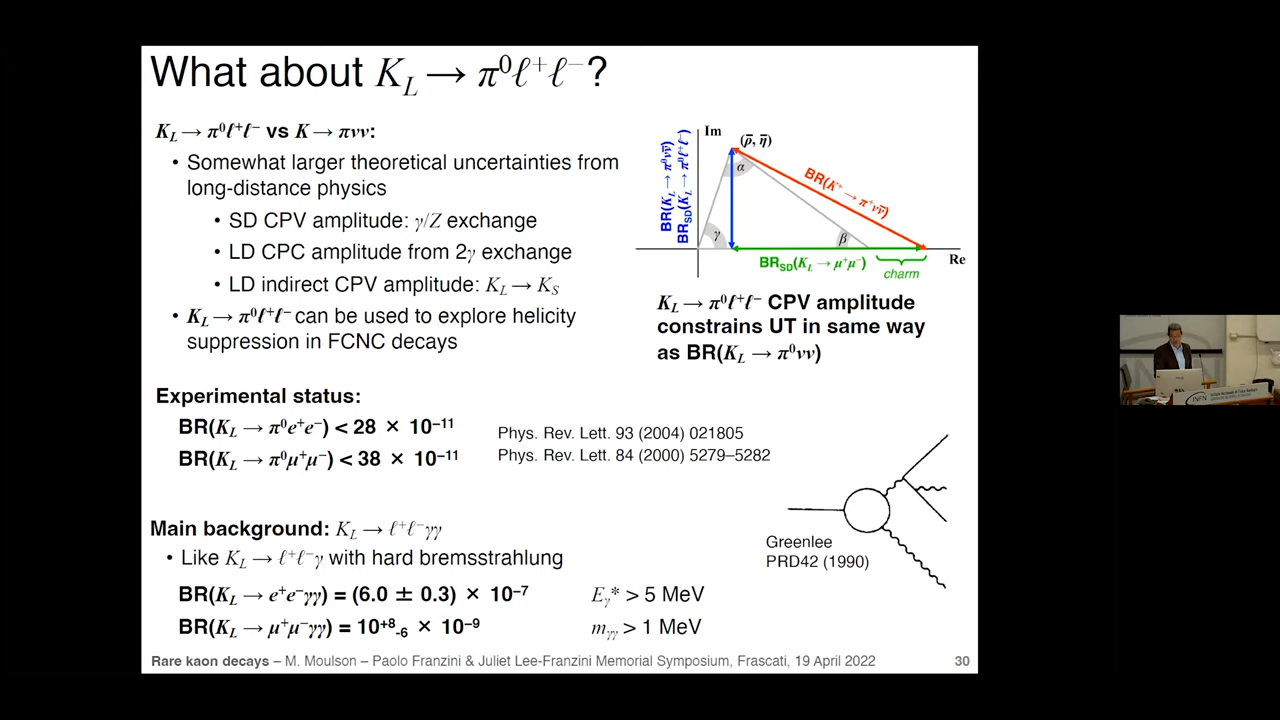 What about K_L → π⁰ℓ⁺ℓ⁻?
K_L → π⁰ℓ⁺ℓ⁻ vs K → πνν:
• Somewhat larger theoretical uncertainties from
long-distance physics
• SD CPV amplitude: γ/Z exchange
• LD CPC amplitude from 2γ exchange
• LD indirect CPV amplitude: K_L → K_S
• K_L → π⁰ℓ⁺ℓ⁻ can be used to explore helicity
suppression in FCNC decays
Im
(ρ̄, η̄)
BR(K_L → π⁰νν̄)
BR_SD(K_L → π⁰ℓ⁺ℓ⁻)
α
BR(K⁺ → π⁺νν̄)
γ
β
Re
BR_SD(K_L → μ⁺μ⁻)
charm
K_L → π⁰ℓ⁺ℓ⁻ CPV amplitude
constrains UT in same way
as BR(K_L → π⁰νν)
Experimental status:
BR(K_L → π⁰e⁺e⁻) < 28 × 10⁻¹¹
BR(K_L → π⁰μ⁺μ⁻) < 38 × 10⁻¹¹
Phys. Rev. Lett. 93 (2004) 021805
Phys. Rev. Lett. 84 (2000) 5279–5282
Main background: K_L → ℓ⁺ℓ⁻γγ
• Like K_L → ℓ⁺ℓ⁻γ with hard bremsstrahlung
BR(K_L → e⁺e⁻γγ) = (6.0 ± 0.3) × 10⁻⁷
E_γ* > 5 MeV
BR(K_L → μ⁺μ⁻γγ) = 10⁺⁸₋₆ × 10⁻⁹
m_γγ > 1 MeV
Greenlee
PRD42 (1990)
Rare kaon decays – M. Moulson – Paolo Franzini & Juliet Lee-Franzini Memorial Symposium, Frascati, 19 April 2022
30
INFN